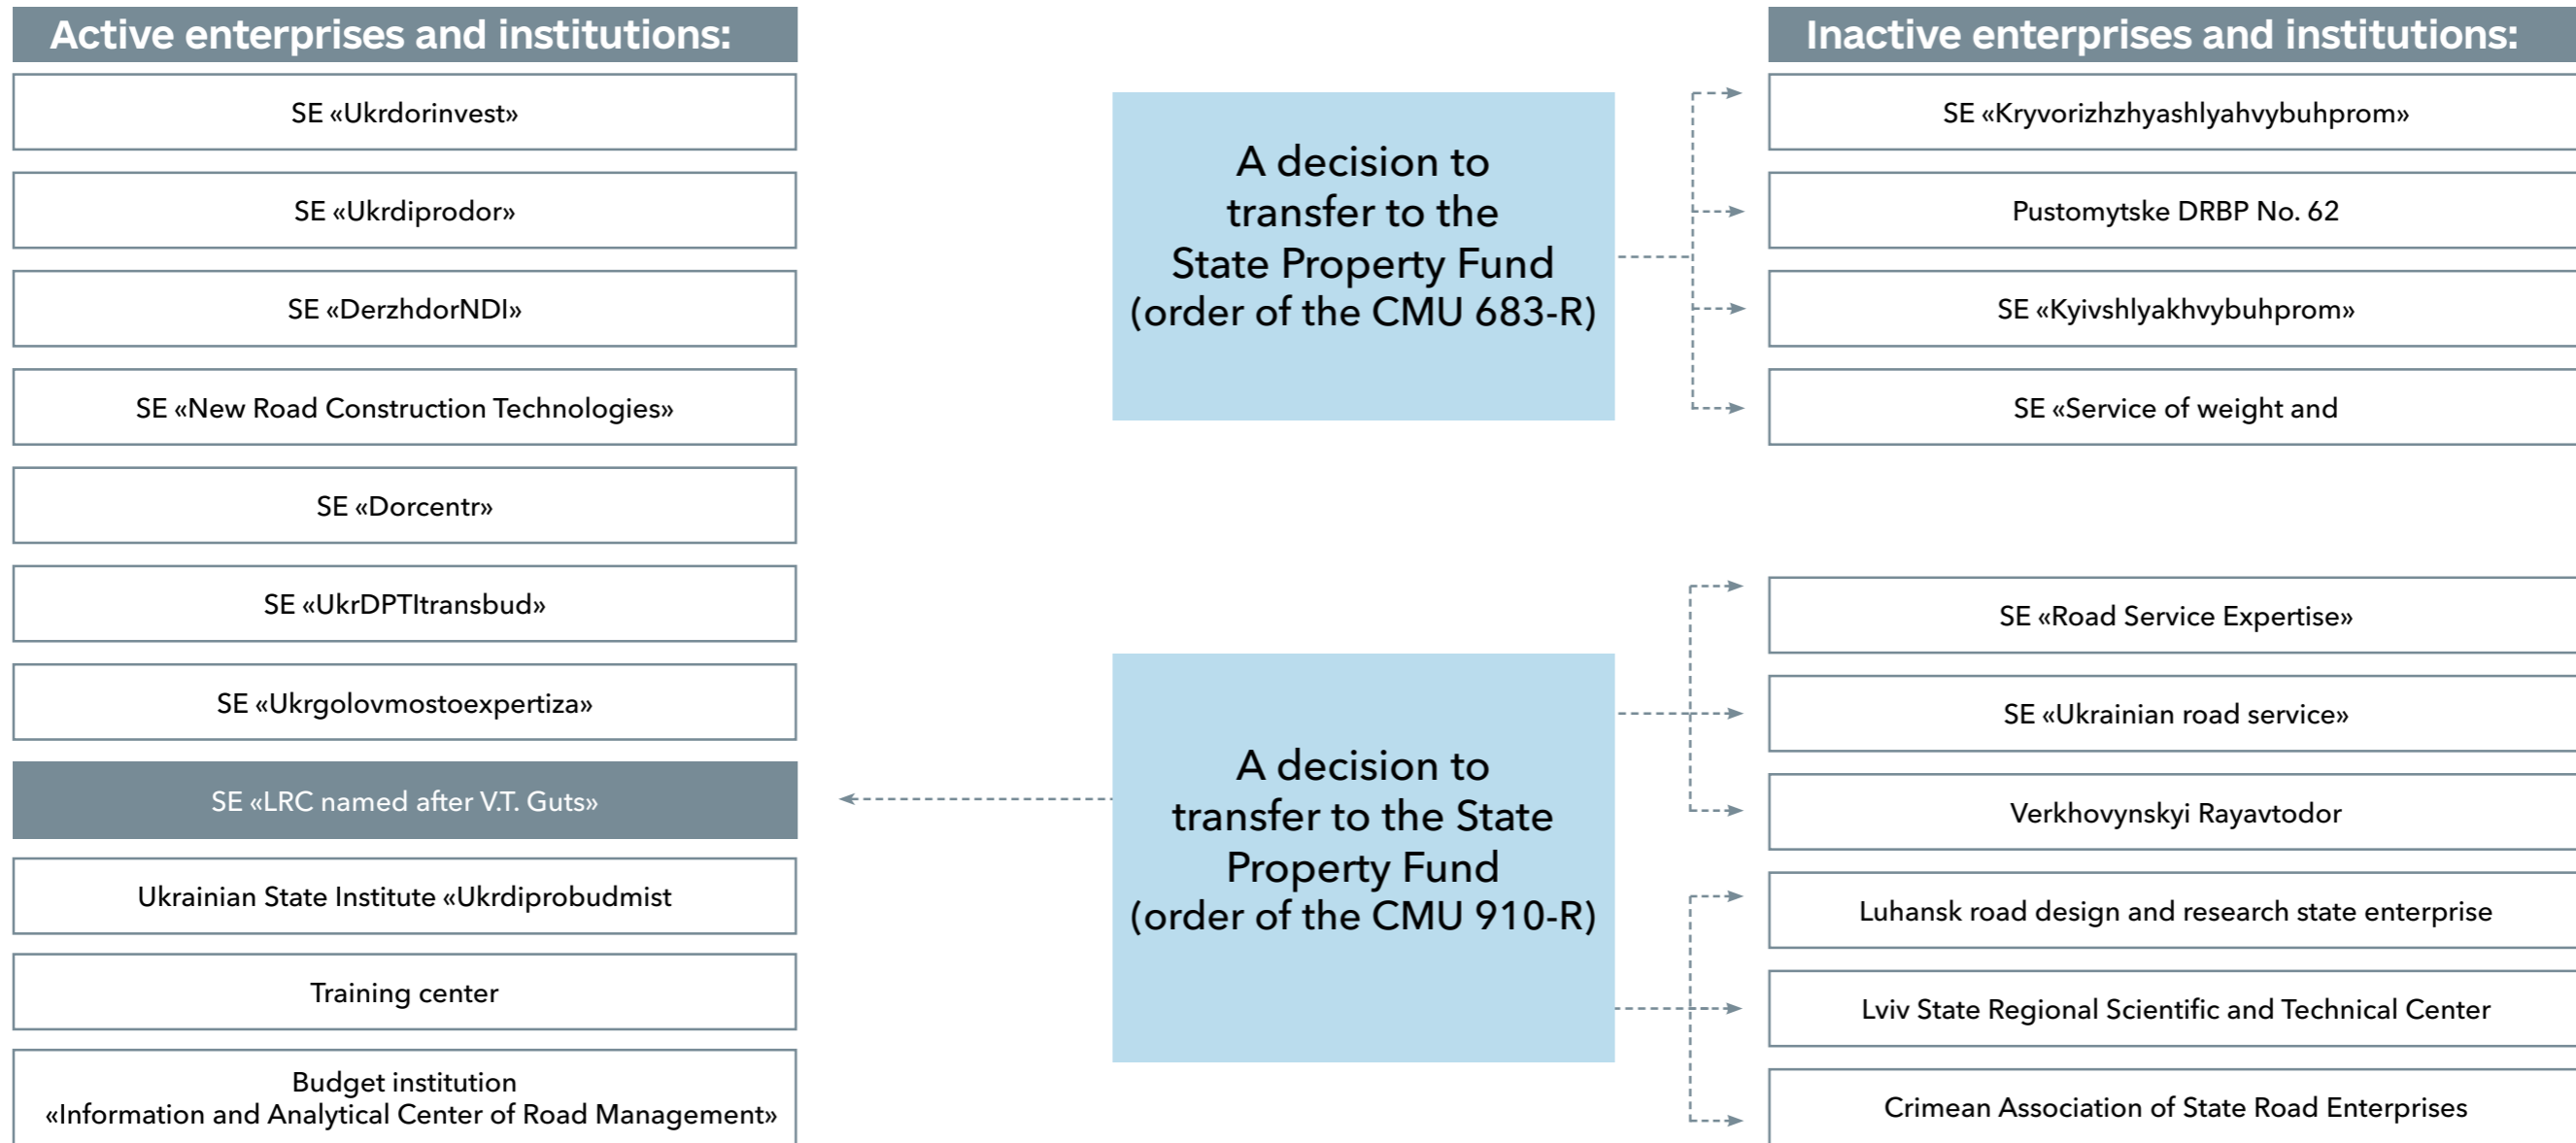 Active enterprises and institutions:
SE «Ukrdorinvest»
SE «Ukrdiprodor»
SE «DerzhdorNDI»
SE «New Road Construction Technologies»
SE «Dorcentr»
SE «UkrDPTItransbud»
SE «Ukrgolovmostoexpertiza»
SE «LRC named after V.T. Guts»
Ukrainian State Institute «Ukrdiprobudmist
Training center
Budget institution
«Information and Analytical Center of Road Management»
A decision to
transfer to the
State Property Fund
(order of the CMU 683-R)
A decision to
transfer to the State
Property Fund
(order of the CMU 910-R)
Inactive enterprises and institutions:
SE «Kryvorizhzhyashlyahvybuhprom»
Pustomytske DRBP No. 62
SE «Kyivshlyakhvybuhprom»
SE «Service of weight and
SE «Road Service Expertise»
SE «Ukrainian road service»
Verkhovynskyi Rayavtodor
Luhansk road design and research state enterprise
Lviv State Regional Scientific and Technical Center
Crimean Association of State Road Enterprises